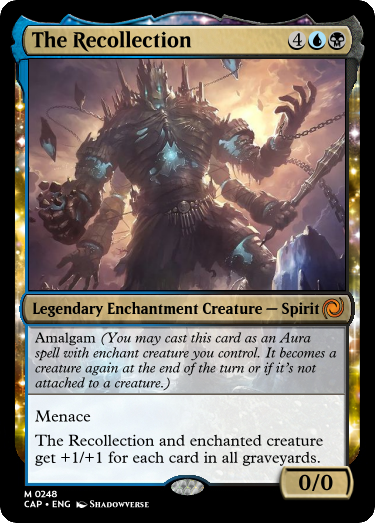 The Recollection 4
Legendary Enchantment Creature — Spirit
Amalgam (You may cast this card as an Aura
spell with enchant creature you control. It becomes a
creature again at the end of the turn or if it's not
attached to a creature.)
Menace
The Recollection and enchanted creature
get +1/+1 for each card in all graveyards.
0/0
M 0248
CAP • ENG SHADOWVERSE